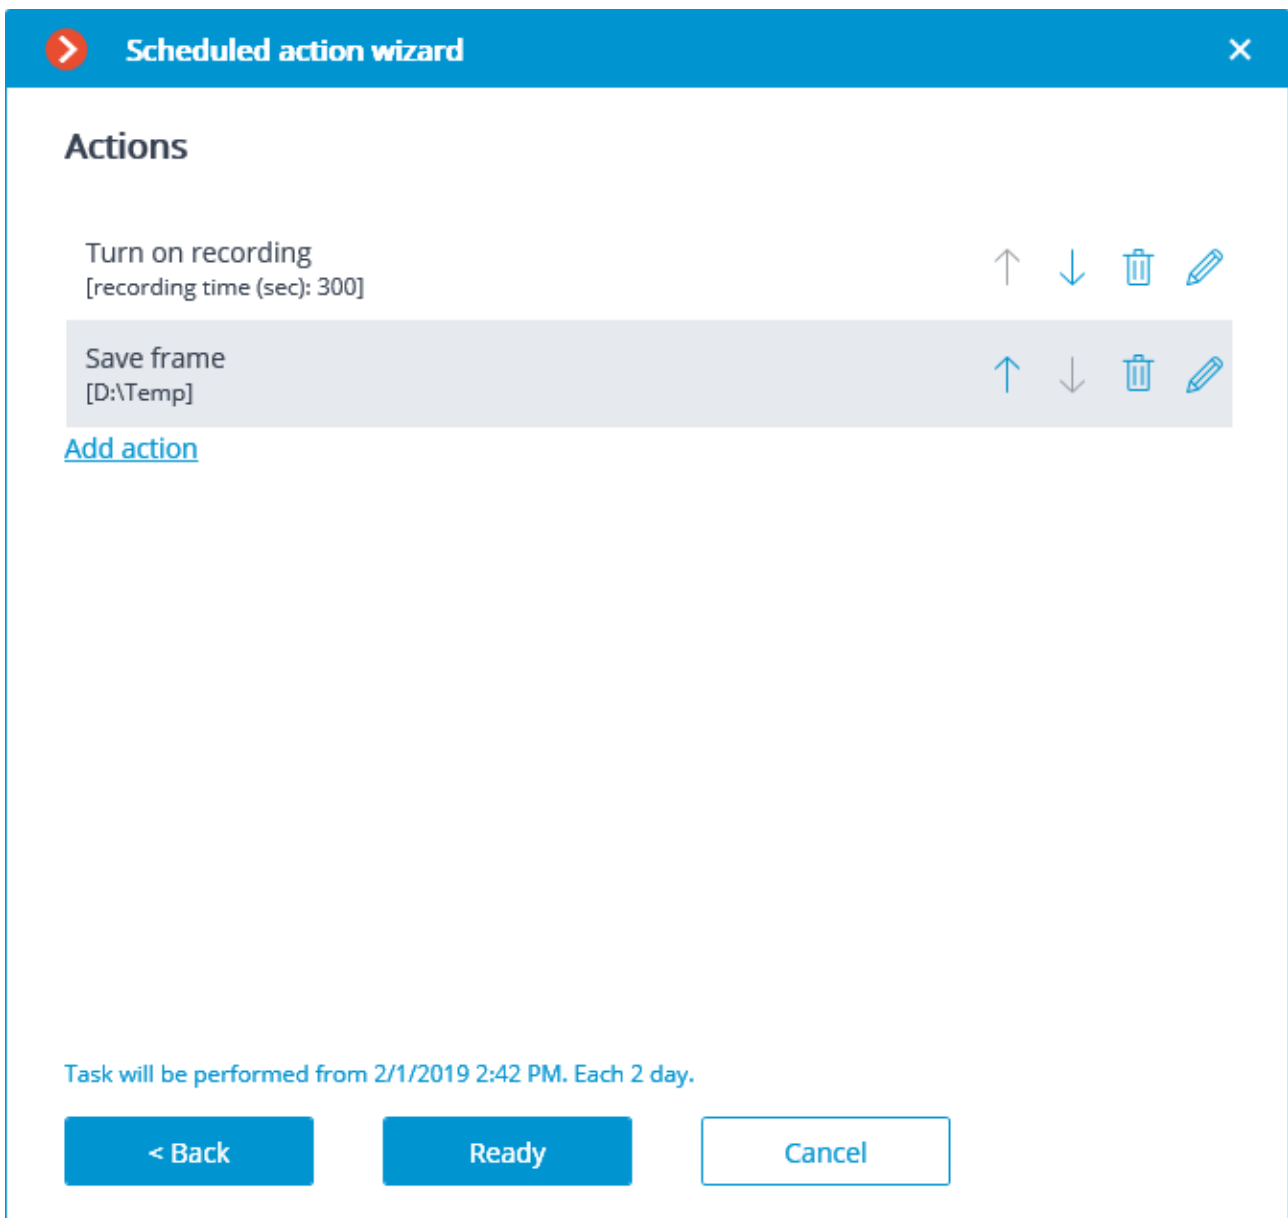 Scheduled action wizard
Actions
Turn on recording
[recording time (sec): 300]
Save frame
[D:\Temp]
Add action
Task will be performed from 2/1/2019 2:42 PM. Each 2 day.
< Back
Ready
Cancel